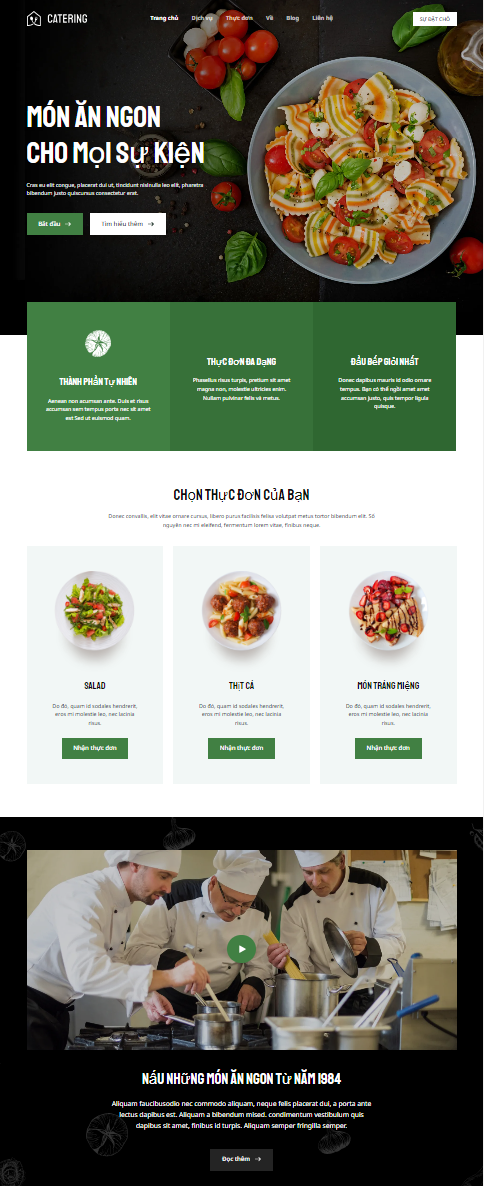 CATERING
Trang chủ Dịch vụ Thực đơn Về Blog Liên hệ
SỰ ĐẶT CHỖ
MÓN ĂN NGON
CHO MỌI SỰ KIỆN
Cras eu elit congue, placerat dui ut, tincidunt nisInulla leo elit, pharetra
bibendum justo quiscursus consectetur erat.
Bắt đầu → Tìm hiểu thêm →
THÀNH PHẦN TỰ NHIÊN
Aenean non acumsan ante. Duis et risus
accumsan sem tempus porta nec sit amet
est Sed ut euismod quam.
THỰC ĐƠN ĐA DẠNG
Phasellus risus turpis, pretium sit amet
magna non, molestie ultricies enim.
Nullam pulvinar felis và metus.
ĐẦU BẾP GIỎI NHẤT
Donec dapibus mauris id odio ornare
tempus. Bạn có thể ngồi amet amet
accumsan justo, quis tempor ligula
quisque.
CHỌN THỰC ĐƠN CỦA BẠN
Donec convallis, elit vitae ornare cursus, libero purus facilisis felisa volutpat metus tortor bibendum elit. Số
nguyên nec mi eleifend, fermentum lorem vitae, finibus neque.
SALAD
Do đó, quam id sodales hendrerit,
eros mi molestie leo, nec lacinia
risus.
Nhận thực đơn
THỊT CÁ
Do đó, quam id sodales hendrerit,
eros mi molestie leo, nec lacinia
risus.
Nhận thực đơn
MÓN TRÁNG MIỆNG
Do đó, quam id sodales hendrerit,
eros mi molestie leo, nec lacinia
risus.
Nhận thực đơn
NẤU NHỮNG MÓN ĂN NGON TỪ NĂM 1984
Aliquam faucibusodio nec commodo aliquam, neque felis placerat dui, a porta ante
lectus dapibus est. Aliquam a bibendum mised. condimentum vestibulum quis
dapibus sit amet, finibus id turpis. Aliquam semper fringilla semper.
Đọc thêm →